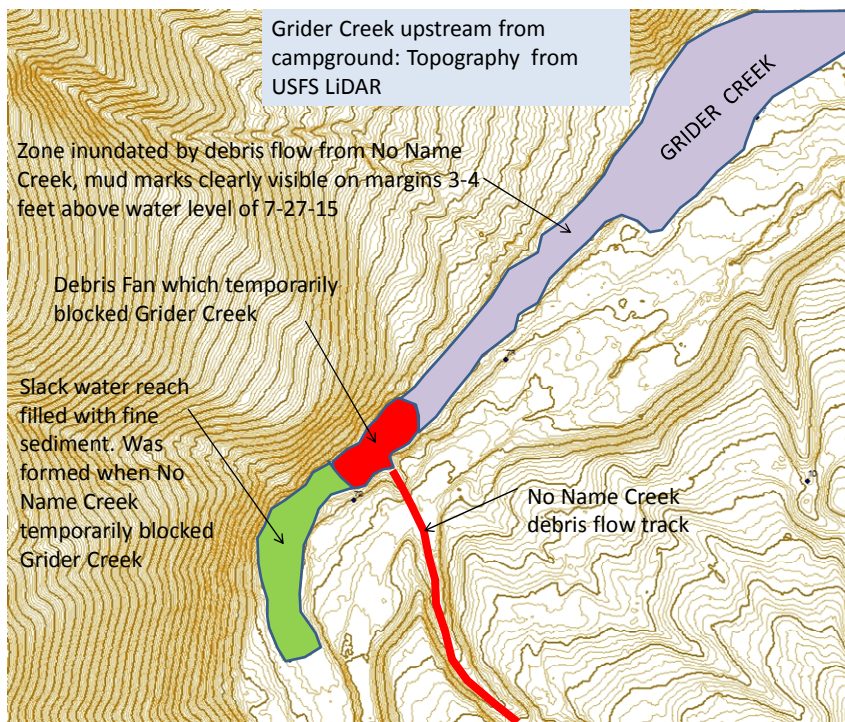 Grider Creek upstream from
campground: Topography from
USFS LiDAR
GRIDER CREEK
Zone inundated by debris flow from No Name
Creek, mud marks clearly visible on margins 3-4
feet above water level of 7-27-15
Debris Fan which temporarily
blocked Grider Creek
Slack water reach
filled with fine
sediment. Was
formed when No
Name Creek
temporarily blocked
Grider Creek
No Name Creek
debris flow track